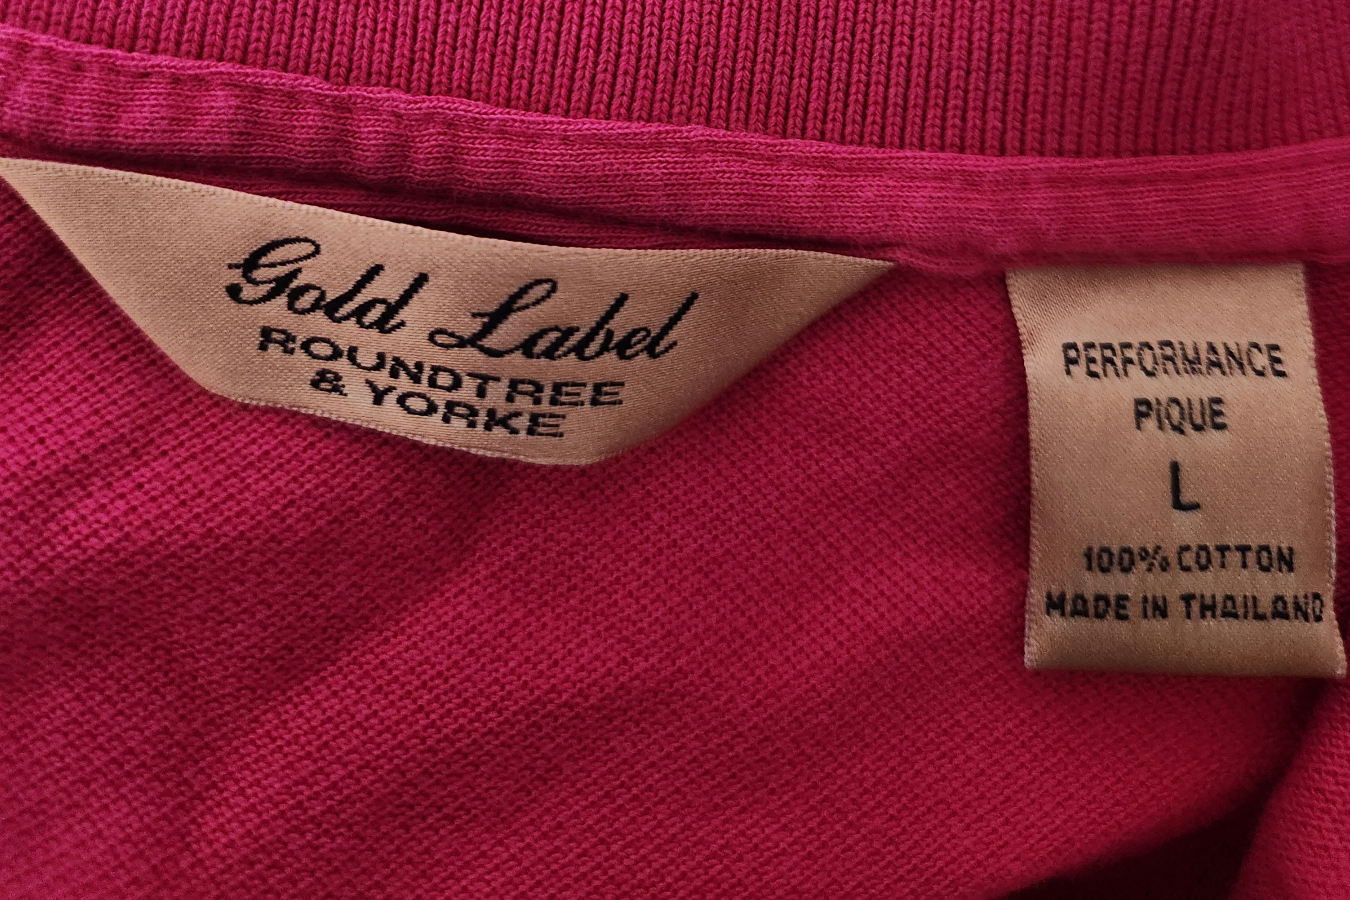 Gold Label
ROUNDTREE
& YORKE
PERFORMANCE
PIQUE
L
100% COTTON
MADE IN THAILAND